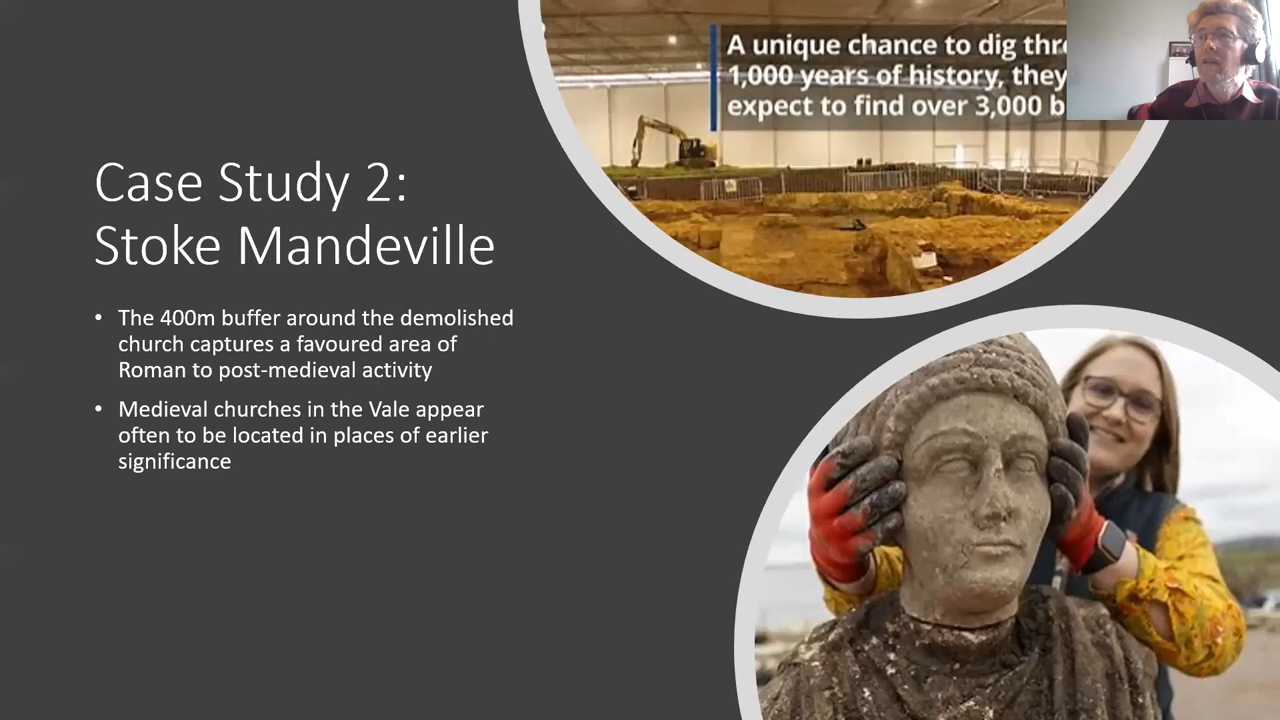 A unique chance to dig
1,000 years of history, they
expect to find over 3,000
Case Study 2:
Stoke Mandeville
• The 400m buffer around the demolished
church captures a favoured area of
Roman to post-medieval activity
• Medieval churches in the Vale appear
often to be located in places of earlier
significance